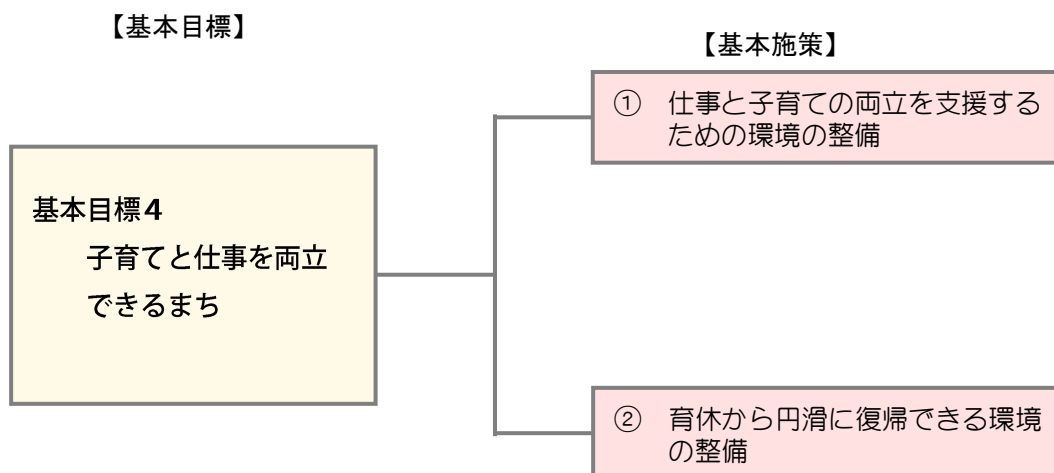 【基本目標】
【基本施策】
① 仕事と子育ての両立を支援する
ための環境の整備
基本目標4
子育てと仕事を両立
できるまち
② 育休から円滑に復帰できる環境
の整備